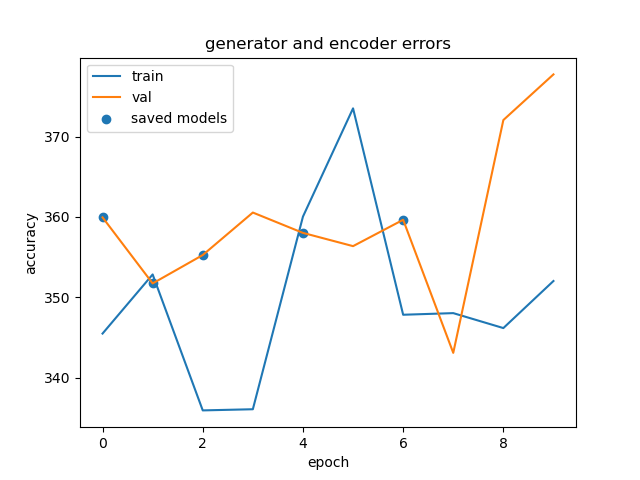 generator and encoder errors
train
val
saved models
370
360
350
340
accuracy
0
2
4
6
8
epoch